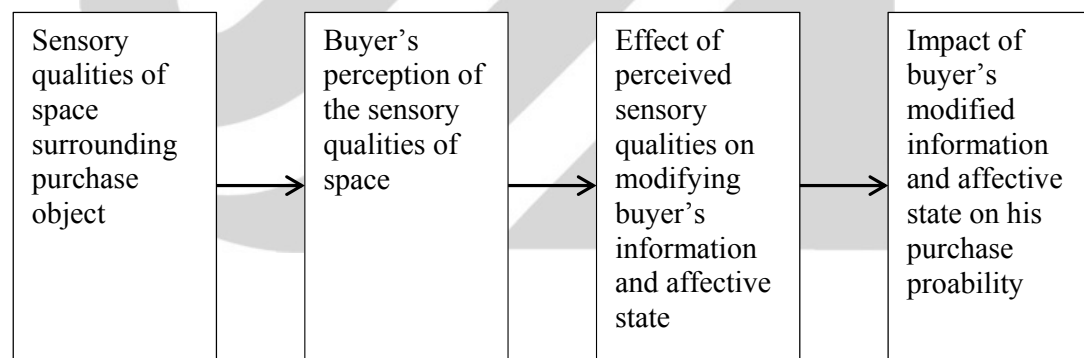 Sensory
qualities of
space
surrounding
purchase
object
Buyer’s
perception of
the sensory
qualities of
space
Effect of
perceived
sensory
qualities on
modifying
buyer’s
information
and affective
state
Impact of
buyer’s
modified
information
and affective
state on his
purchase
proability